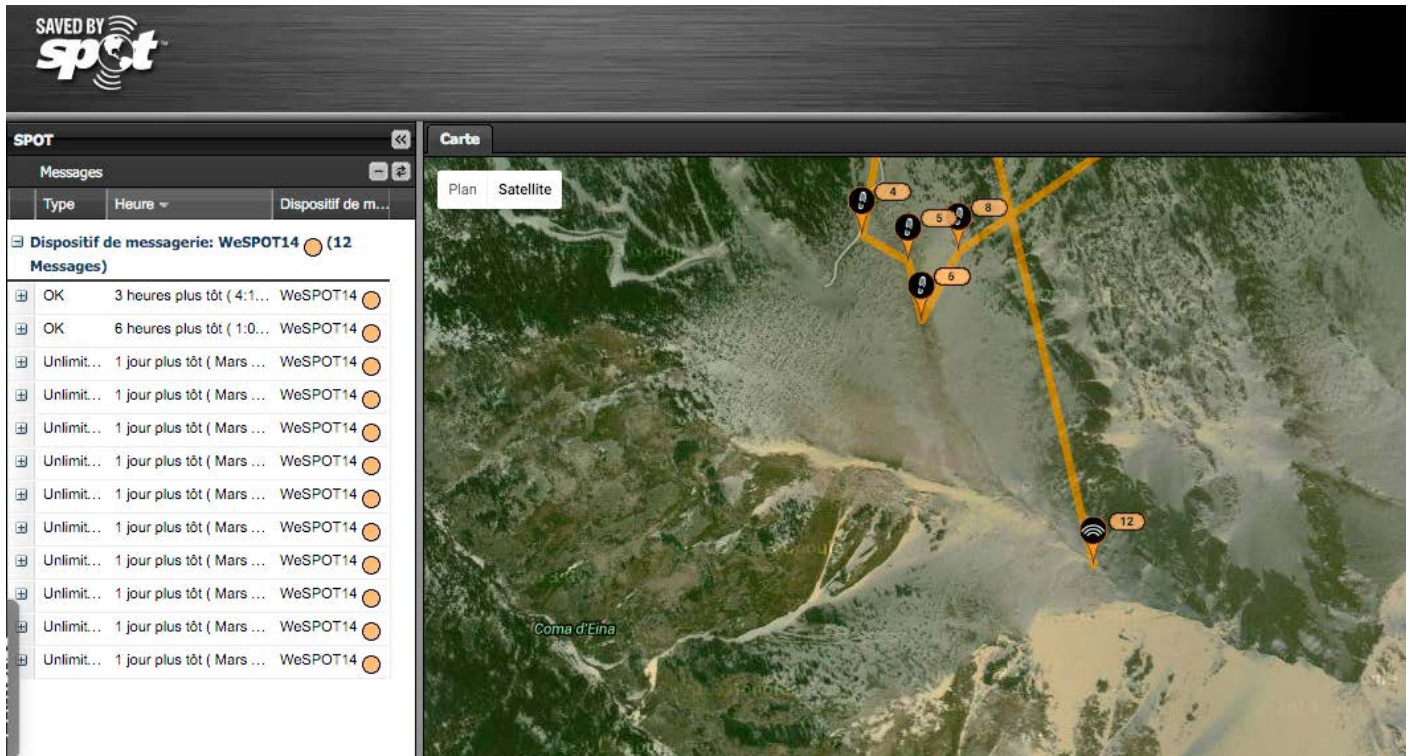 SAVED BY
spot
SPOT
Messages
Type Heure Dispositif de m...
Dispositif de messagerie: WeSPOT14 (12
Messages)
OK 3 heures plus tôt ( 4:1... WeSPOT14
OK 6 heures plus tôt ( 1:0... WeSPOT14
Unlimit... 1 jour plus tôt ( Mars ... WeSPOT14
Unlimit... 1 jour plus tôt ( Mars ... WeSPOT14
Unlimit... 1 jour plus tôt ( Mars ... WeSPOT14
Unlimit... 1 jour plus tôt ( Mars ... WeSPOT14
Unlimit... 1 jour plus tôt ( Mars ... WeSPOT14
Unlimit... 1 jour plus tôt ( Mars ... WeSPOT14
Unlimit... 1 jour plus tôt ( Mars ... WeSPOT14
Unlimit... 1 jour plus tôt ( Mars ... WeSPOT14
Unlimit... 1 jour plus tôt ( Mars ... WeSPOT14
Unlimit... 1 jour plus tôt ( Mars ... WeSPOT14
Carte
Plan Satellite
4
5
8
6
12
Coma d'Eina